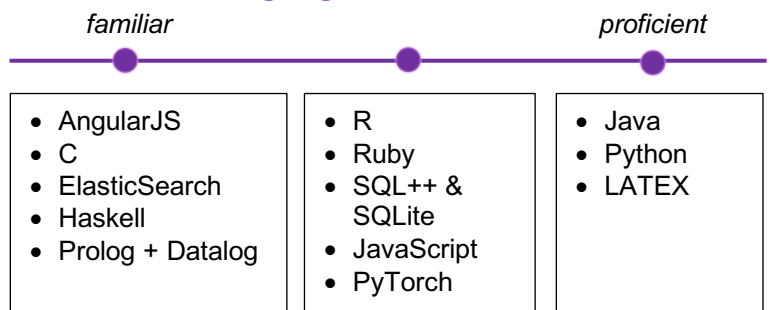 familiar
proficient
• AngularJS
• C
• ElasticSearch
• Haskell
• Prolog + Datalog
• R
• Ruby
• SQL++ &
SQLite
• JavaScript
• PyTorch
• Java
• Python
• LATEX